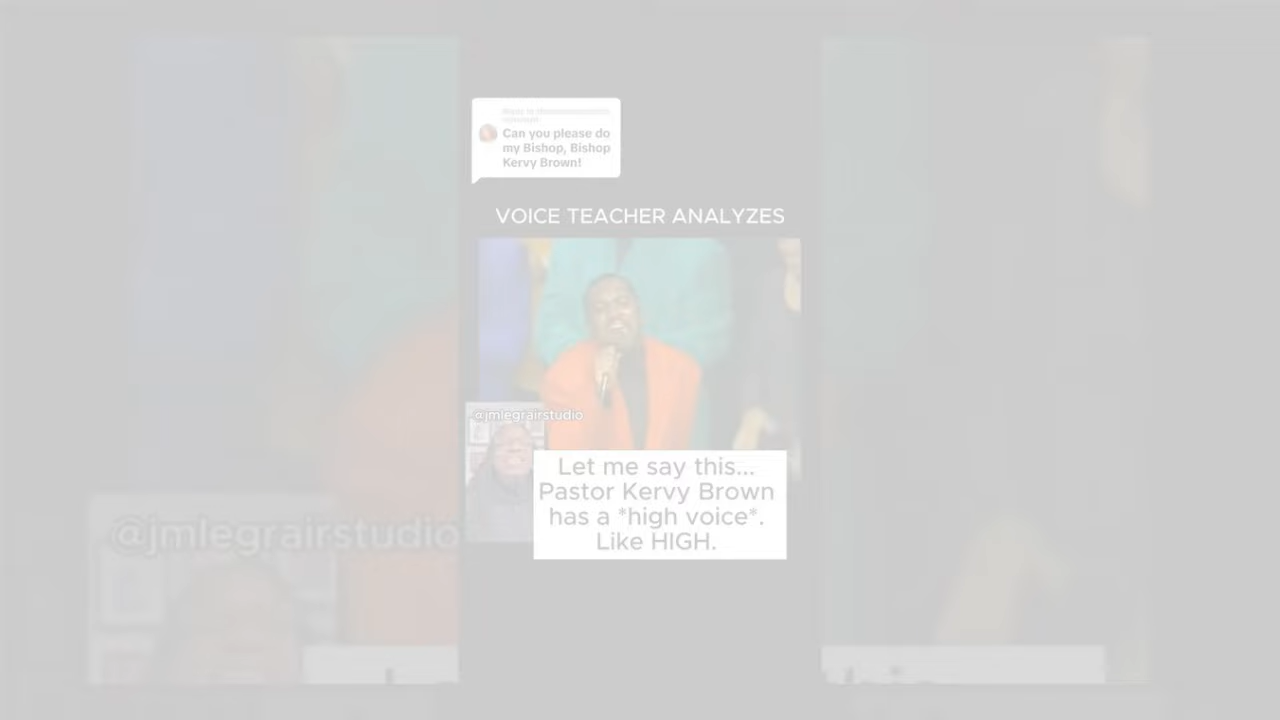 Can you please do
my Bishop, Bishop
Kervy Brown!
VOICE TEACHER ANALYZES
@jmlegrairstudio
Let me say this...
Pastor Kervy Brown
has a *high voice*.
Like HIGH.
@jmlegrairstudio